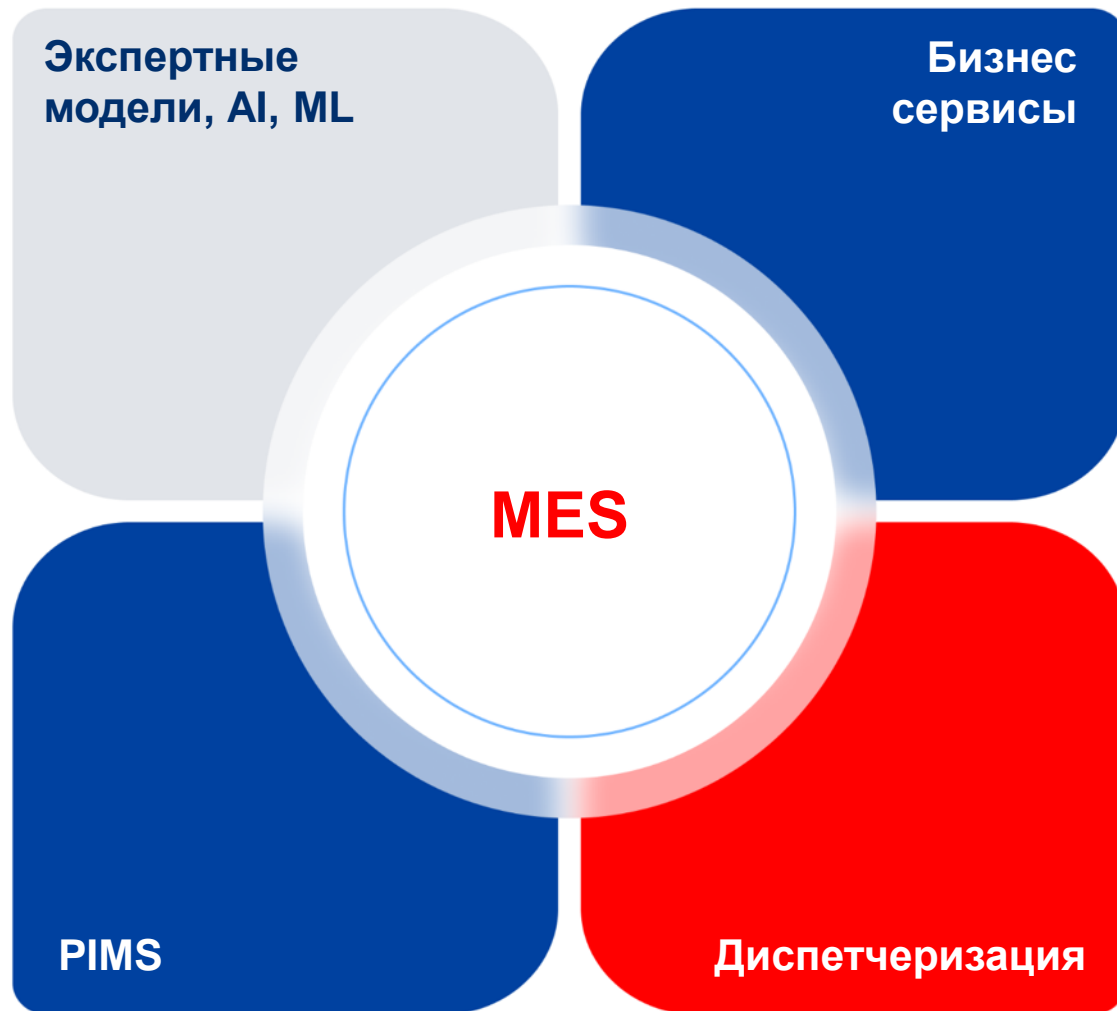 Экспертные
модели, AI, ML
Бизнес
сервисы
MES
PIMS
Диспетчеризация